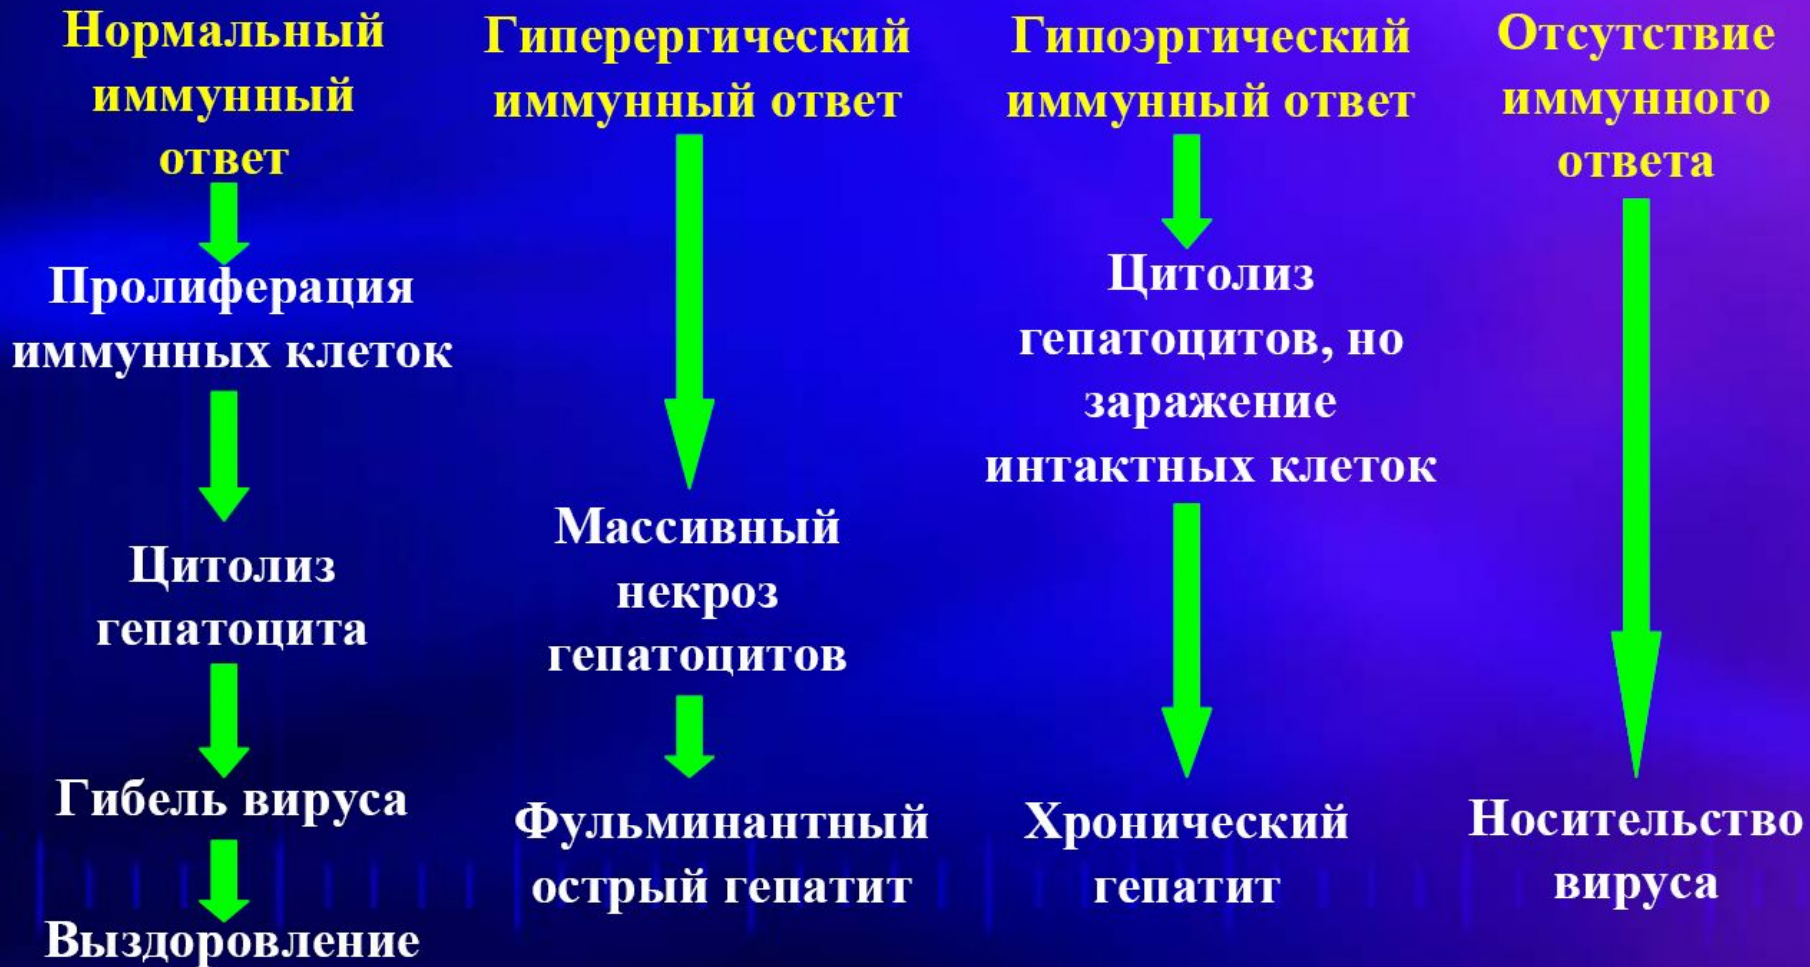 Нормальный
иммунный
ответ
Пролиферация
иммунных клеток
Цитолиз
гепатоцита
Гибель вируса
Выздоровление
Гиперергический
иммунный ответ
Массивный
некроз
гепатоцитов
Фульминантный
острый гепатит
Гипоэргический
иммунный ответ
Цитолиз
гепатоцитов, но
заражение
интактных клеток
Хронический
гепатит
Отсутствие
иммунного
ответа
Носительство
вируса